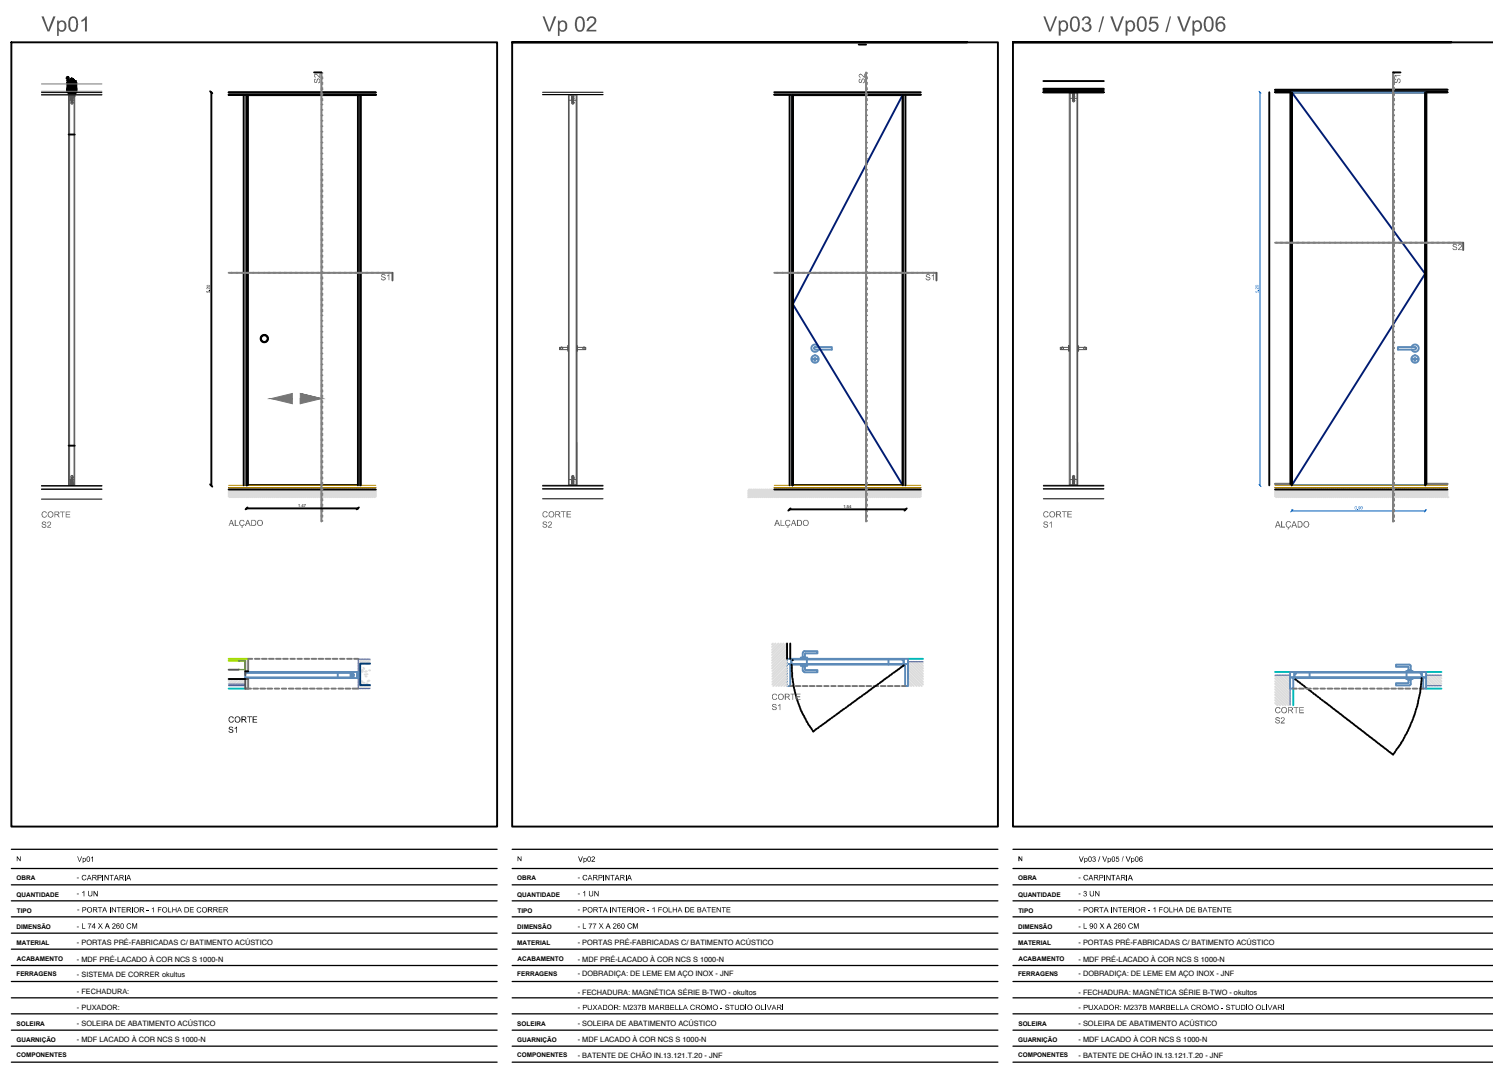 Vp01
S2
S1
5,20
1,47
CORTE
S2
ALÇADO
CORTE
S1
Vp 02
S2
S1
1,54
CORTE
S2
ALÇADO
CORTE
S1
Vp03 / Vp05 / Vp06
S1
S2
5,20
0,90
CORTE
S1
ALÇADO
CORTE
S2
N Vp01
OBRA - CARPINTARIA
QUANTIDADE - 1 UN
TIPO - PORTA INTERIOR - 1 FOLHA DE CORRER
DIMENSÃO - L 74 X A 260 CM
MATERIAL - PORTAS PRÉ-FABRICADAS C/ BATIMENTO ACÚSTICO
ACABAMENTO - MDF PRÉ-LACADO À COR NCS S 1000-N
FERRAGENS - SISTEMA DE CORRER okultus
- FECHADURA:
- PUXADOR:
SOLEIRA - SOLEIRA DE ABATIMENTO ACÚSTICO
GUARNIÇÃO - MDF LACADO À COR NCS S 1000-N
COMPONENTES
N Vp02
OBRA - CARPINTARIA
QUANTIDADE - 1 UN
TIPO - PORTA INTERIOR - 1 FOLHA DE BATENTE
DIMENSÃO - L 77 X A 260 CM
MATERIAL - PORTAS PRÉ-FABRICADAS C/ BATIMENTO ACÚSTICO
ACABAMENTO - MDF PRÉ-LACADO À COR NCS S 1000-N
FERRAGENS - DOBRADIÇA: DE LEME EM AÇO INOX - JNF
- FECHADURA: MAGNÉTICA SÉRIE B-TWO - okultos
- PUXADOR: M237B MARBELLA CROMO - STUDIO OLIVARI
SOLEIRA - SOLEIRA DE ABATIMENTO ACÚSTICO
GUARNIÇÃO - MDF LACADO À COR NCS S 1000-N
COMPONENTES - BATENTE DE CHÃO IN.13.121.T.20 - JNF
N Vp03 / Vp05 / Vp06
OBRA - CARPINTARIA
QUANTIDADE - 3 UN
TIPO - PORTA INTERIOR - 1 FOLHA DE BATENTE
DIMENSÃO - L 90 X A 260 CM
MATERIAL - PORTAS PRÉ-FABRICADAS C/ BATIMENTO ACÚSTICO
ACABAMENTO - MDF PRÉ-LACADO À COR NCS S 1000-N
FERRAGENS - DOBRADIÇA: DE LEME EM AÇO INOX - JNF
- FECHADURA: MAGNÉTICA SÉRIE B-TWO - okultos
- PUXADOR: M237B MARBELLA CROMO - STUDIO OLIVARI
SOLEIRA - SOLEIRA DE ABATIMENTO ACÚSTICO
GUARNIÇÃO - MDF LACADO À COR NCS S 1000-N
COMPONENTES - BATENTE DE CHÃO IN.13.121.T.20 - JNF